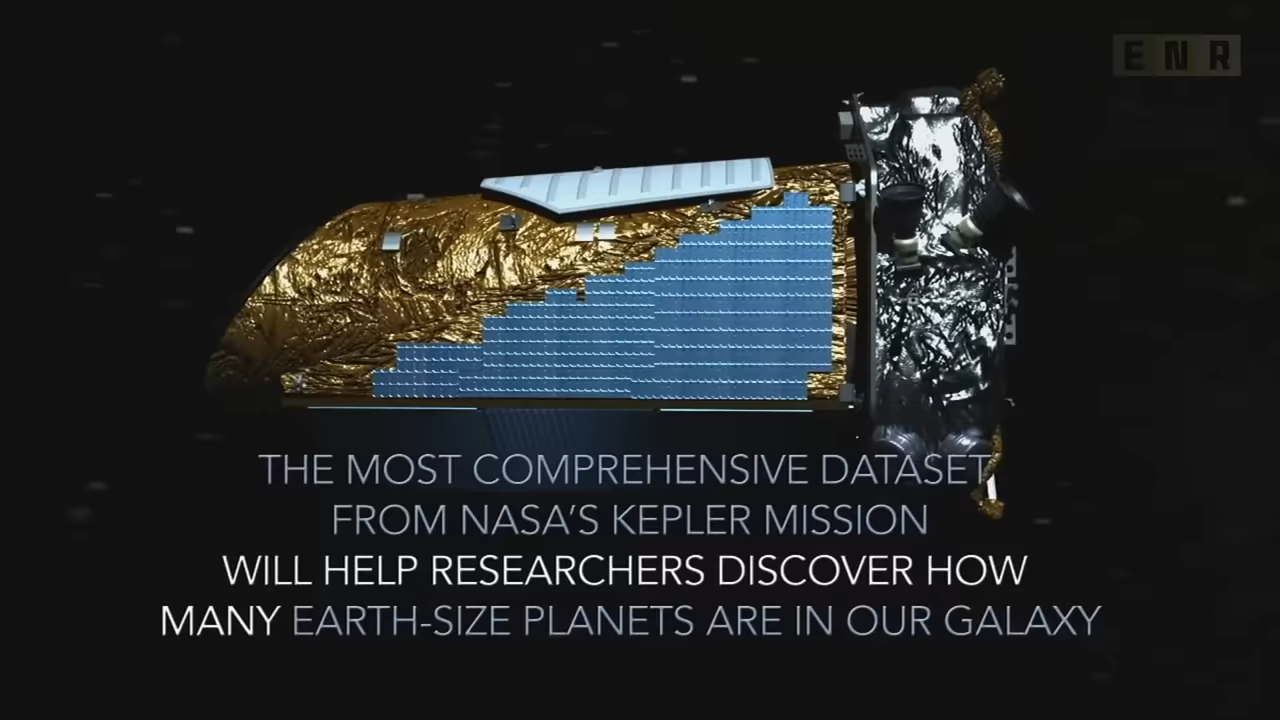 ENR
THE MOST COMPREHENSIVE DATASET
FROM NASA'S KEPLER MISSION
WILL HELP RESEARCHERS DISCOVER HOW
MANY EARTH-SIZE PLANETS ARE IN OUR GALAXY